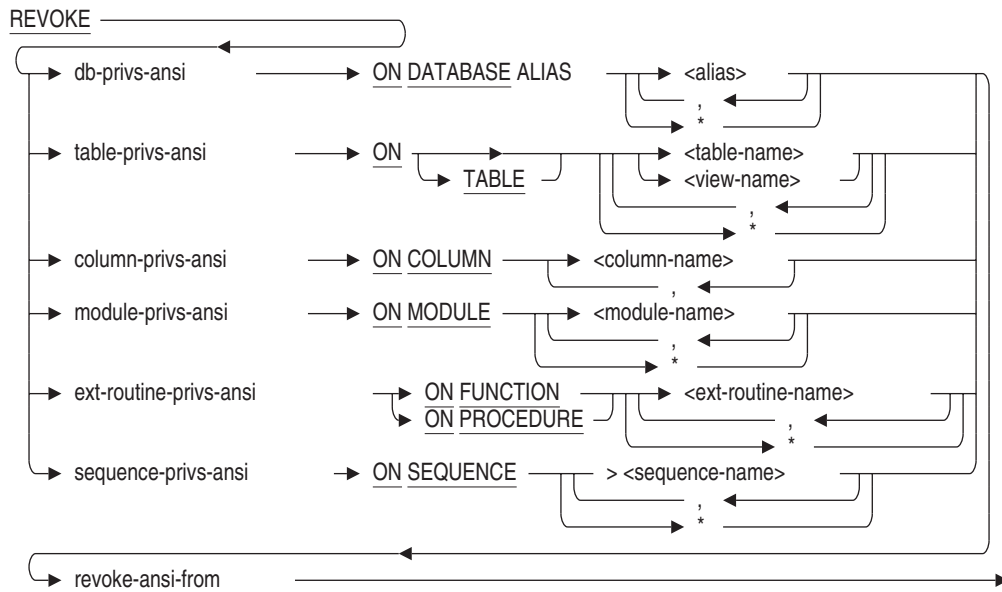 REVOKE
db-privs-ansi ON DATABASE ALIAS <alias>
,
*
table-privs-ansi ON <table-name>
TABLE <view-name>
,
*
column-privs-ansi ON COLUMN <column-name>
,
module-privs-ansi ON MODULE <module-name>
,
*
ext-routine-privs-ansi ON FUNCTION <ext-routine-name>
ON PROCEDURE ,
*
sequence-privs-ansi ON SEQUENCE > <sequence-name>
,
*
revoke-ansi-from